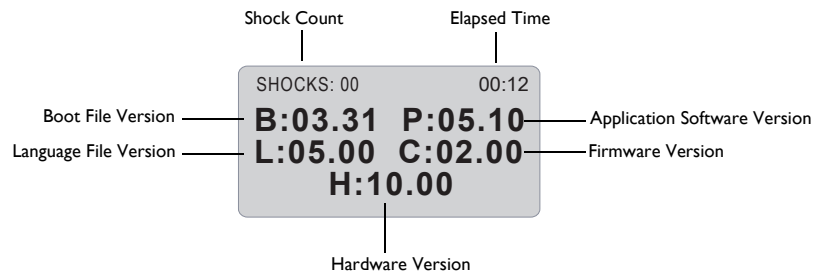 Shock Count Elapsed Time
SHOCKS: 00 00:12
Boot File Version B:03.31 P:05.10 Application Software Version
Language File Version L:05.00 C:02.00 Firmware Version
H:10.00
Hardware Version